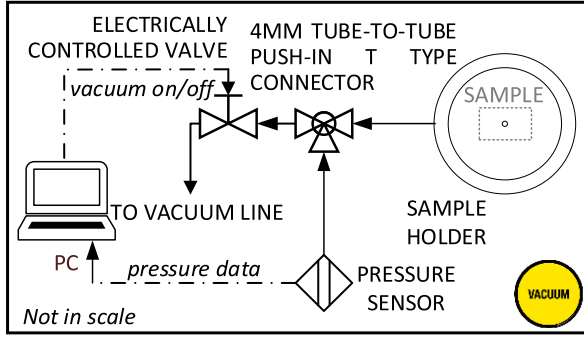 ELECTRICALLY
CONTROLLED VALVE
4MM TUBE-TO-TUBE
PUSH-IN T TYPE
CONNECTOR
vacuum on/off
SAMPLE
TO VACUUM LINE
SAMPLE
HOLDER
PC
pressure data
PRESSURE
SENSOR
VACUUM
Not in scale